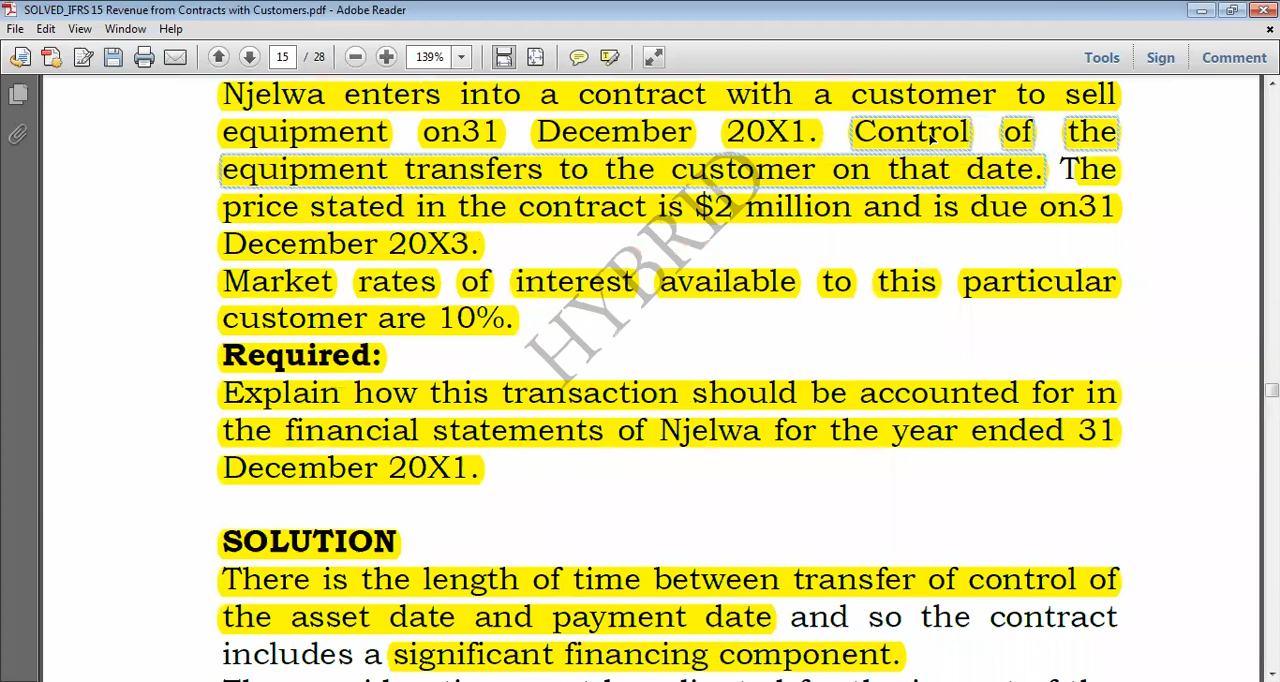 SOLVED_IFRS 15 Revenue from Contracts with Customers.pdf - Adobe Reader
File Edit View Window Help
15 / 28 139% Tools Sign Comment
Njelwa enters into a contract with a customer to sell
equipment on31 December 20X1. Control of the
equipment transfers to the customer on that date. The
price stated in the contract is $2 million and is due on31
December 20X3.
Market rates of interest available to this particular
customer are 10%.
Required:
Explain how this transaction should be accounted for in
the financial statements of Njelwa for the year ended 31
December 20X1.
HYBRID
SOLUTION
There is the length of time between transfer of control of
the asset date and payment date and so the contract
includes a significant financing component.